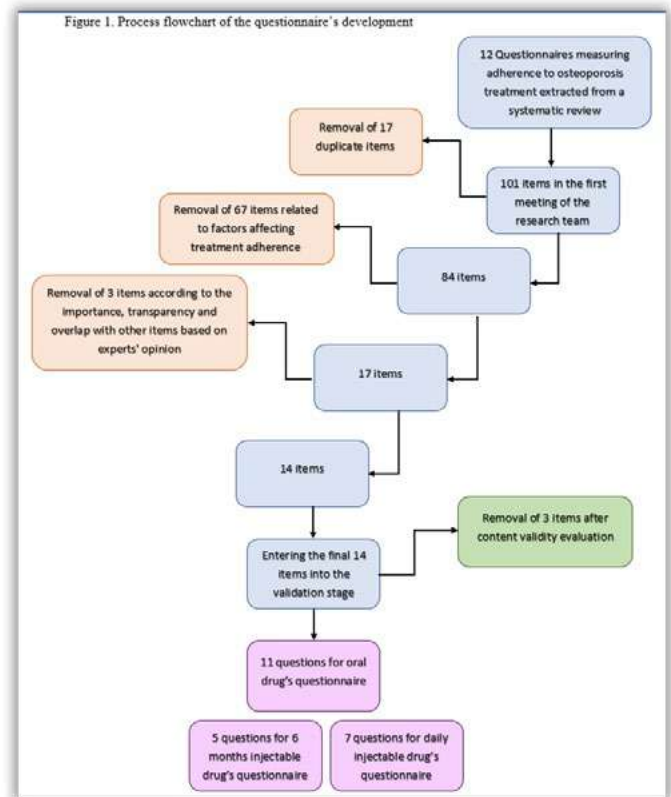 Figure 1. Process flowchart of the questionnaire's development
12 Questionnaires measuring
adherence to osteoporosis
treatment extracted from a
systematic review
Removal of 17
duplicate items
101 items in the first
meeting of the
research team
Removal of 67 items related
to factors affecting
treatment adherence
84 items
Removal of 3 items according to the
importance, transparency and
overlap with other items based on
experts' opinion
17 items
14 items
Removal of 3 items after
content validity evaluation
Entering the final 14
items into the
validation stage
11 questions for oral
drug's questionnaire
5 questions for 6
months injectable
drug's questionnaire
7 questions for daily
injectable drug's
questionnaire